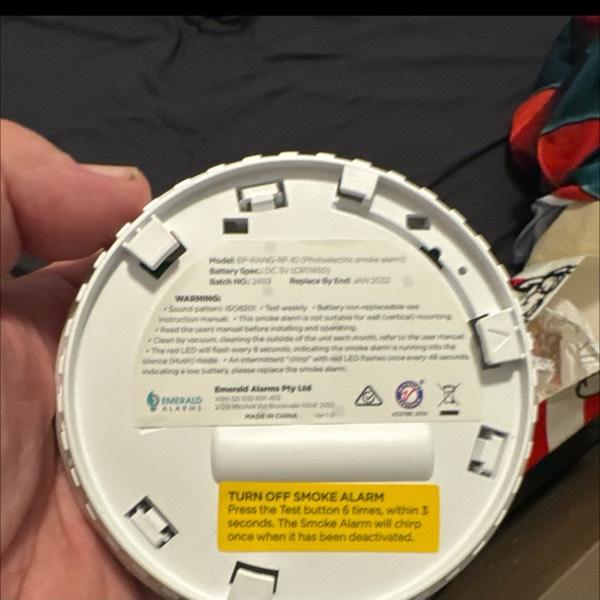 Model: EP-RANG-RF-10 (Photoelectric smoke alarm)
Battery Spec.: DC 3V (CR17450)
Batch NO.: Replace By End: JAN
WARNING:
• Sound pattern: ISO8201 • Test weekly • Battery non-replaceable-see
instruction manual. • This smoke alarm is not suitable for wall (vertical) mounting.
• Read the users manual before installing and operating.
• Clean by vacuum, cleaning the outside of the unit each month, refer to the user manual.
• The red LED will flash every 8 seconds, indicating the smoke alarm is running into the
silence (Hush) mode. • An intermittent "chirp" with red LED flashes once every 48 seconds,
indicating a low battery, please replace the smoke alarm.
EMERALD
ALARMS
Emerald Alarms Pty Ltd
ABN
NSW
MADE IN CHINA
TURN OFF SMOKE ALARM
Press the Test button 6 times, within 3
seconds. The Smoke Alarm will chirp
once when it has been deactivated.